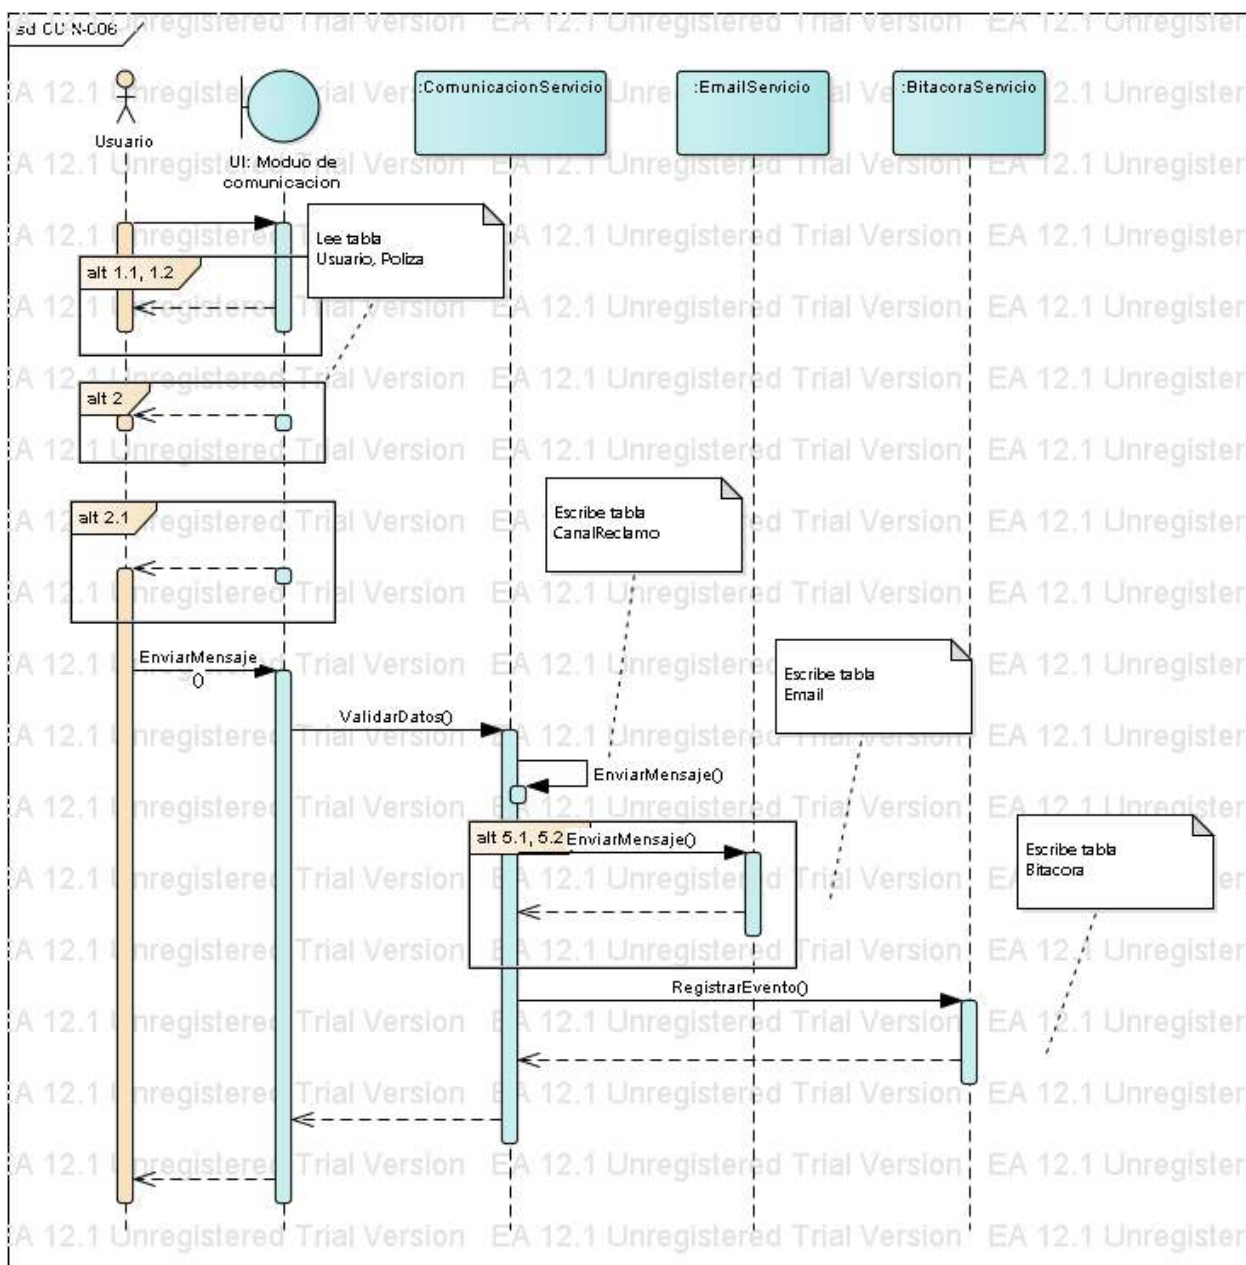 sd CU N-006
:ComunicacionServicio
:EmailServicio
:BitacoraServicio
Usuario
UI: Moduo de
comunicacion
Lee tabla
Usuario, Poliza
alt 1.1, 1.2
alt 2
alt 2.1
Escribe tabla
CanalReclamo
EnviarMensaje
()
Escribe tabla
Email
ValidarDatos()
EnviarMensaje()
alt 5.1, 5.2
EnviarMensaje()
Escribe tabla
Bitacora
RegistrarEvento()
EA 12.1 Unregistered Trial Version